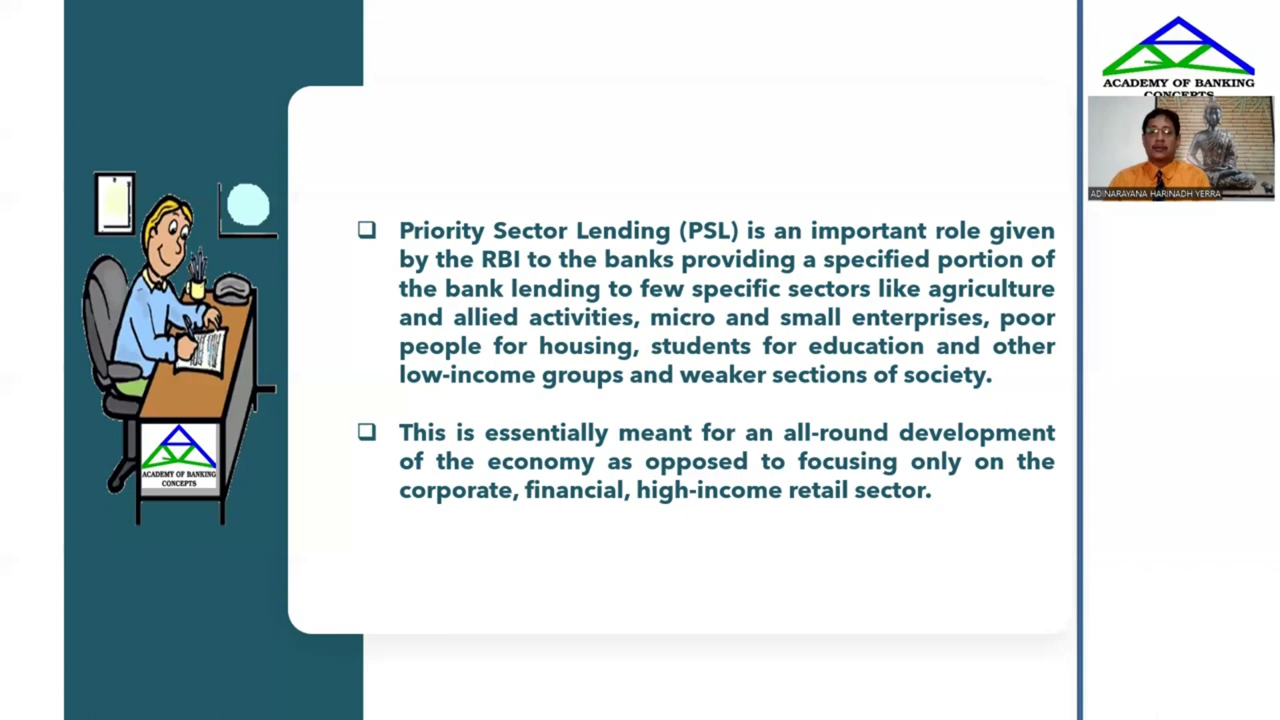 ACADEMY OF BANKING
CONCEPTS
ADINARAYANA HARINADH YERRA
Priority Sector Lending (PSL) is an important role given
by the RBI to the banks providing a specified portion of
the bank lending to few specific sectors like agriculture
and allied activities, micro and small enterprises, poor
people for housing, students for education and other
low-income groups and weaker sections of society.
This is essentially meant for an all-round development
of the economy as opposed to focusing only on the
corporate, financial, high-income retail sector.
ACADEMY OF BANKING
CONCEPTS